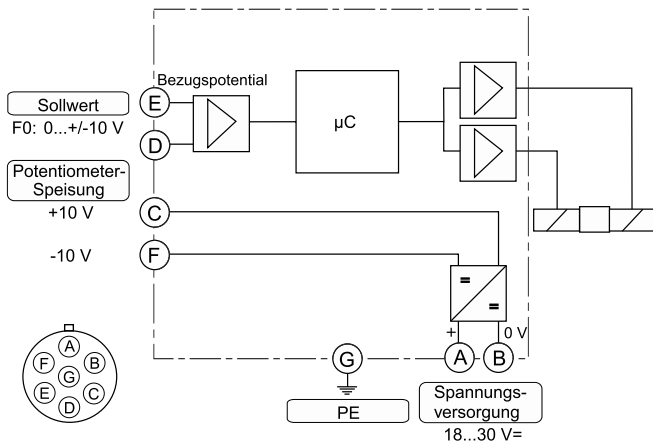 Bezugspotential
Sollwert
F0: 0...+/-10 V
E
D
µC
Potentiometer-
Speisung
+10 V
C
-10 V
F
=
=
+
0 V
A
B
G
PE
Spannungs-
versorgung
18...30 V=
A
F
B
G
E
C
D